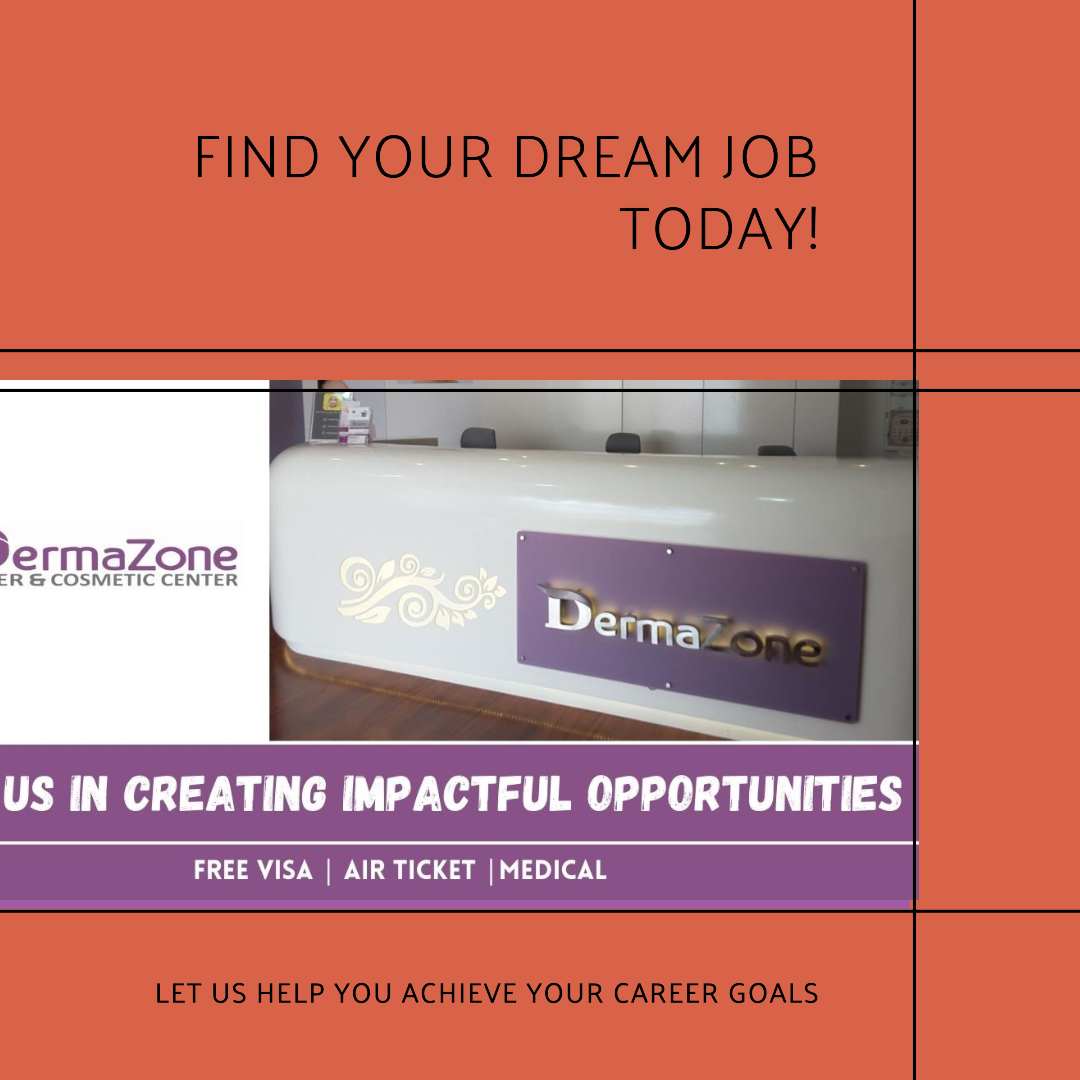 FIND YOUR DREAM JOB
TODAY!
DermaZone
ER & COSMETIC CENTER
DermaZone
US IN CREATING IMPACTFUL OPPORTUNITIES
FREE VISA | AIR TICKET |MEDICAL
LET US HELP YOU ACHIEVE YOUR CAREER GOALS